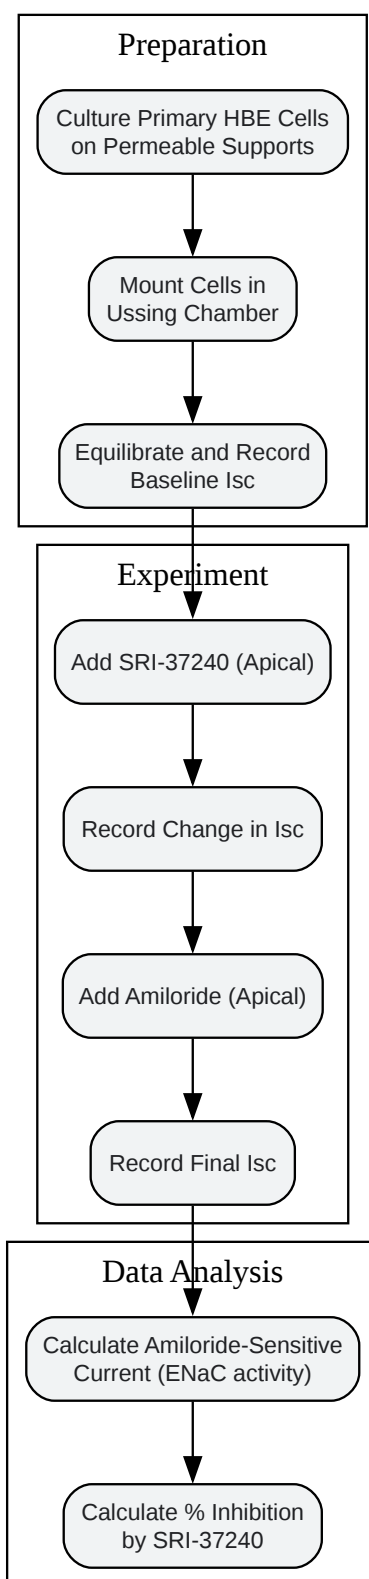 Preparation
Culture Primary HBE Cells
on Permeable Supports
Mount Cells in
Ussing Chamber
Equilibrate and Record
Baseline Isc
Experiment
Add SRI-37240 (Apical)
Record Change in Isc
Add Amiloride (Apical)
Record Final Isc
Data Analysis
Calculate Amiloride-Sensitive
Current (ENaC activity)
Calculate % Inhibition
by SRI-37240